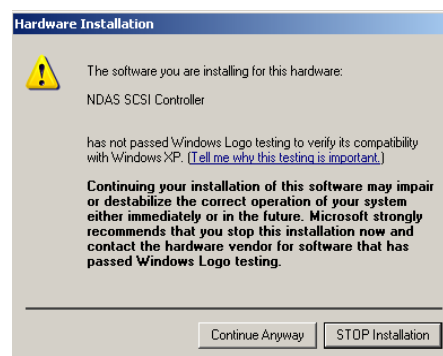 Hardware Installation
The software you are installing for this hardware:
NDAS SCSI Controller
has not passed Windows Logo testing to verify its compatibility
with Windows XP. (Tell me why this testing is important.)
Continuing your installation of this software may impair
or destabilize the correct operation of your system
either immediately or in the future. Microsoft strongly
recommends that you stop this installation now and
contact the hardware vendor for software that has
passed Windows Logo testing.
Continue Anyway
STOP Installation